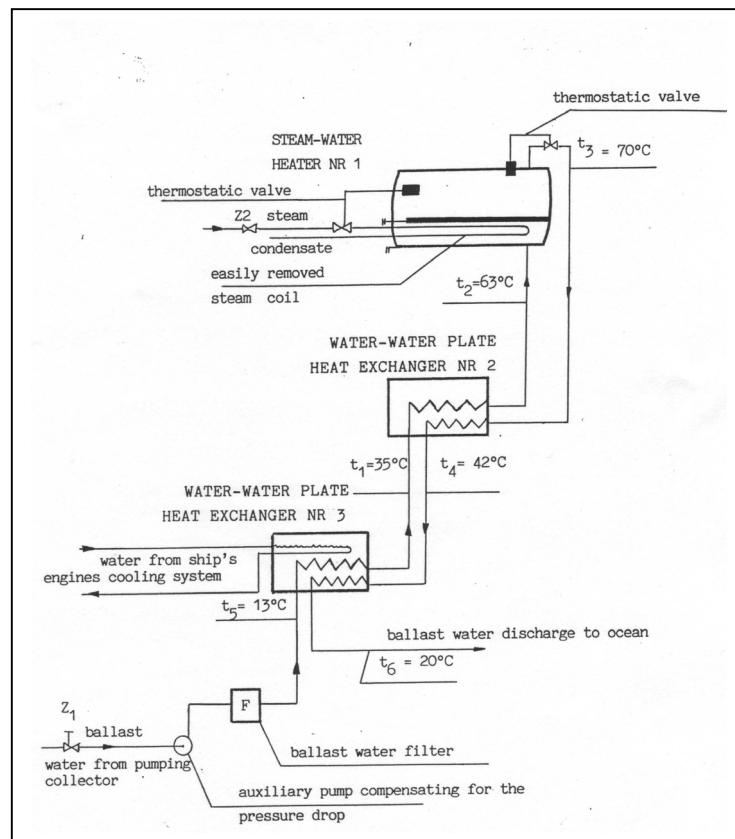 thermostatic valve
STEAM-WATER
HEATER NR 1
t3 = 70°C
thermostatic valve
Z2 steam
condensate
easily removed
steam coil
t2=63°C
WATER-WATER PLATE
HEAT EXCHANGER NR 2
t1=35°C
t4= 42°C
WATER-WATER PLATE
HEAT EXCHANGER NR 3
water from ship's
engines cooling system
t5= 13°C
ballast water discharge to ocean
t6 = 20°C
Z1
ballast
F
water from pumping
collector
ballast water filter
auxiliary pump compensating for the
pressure drop